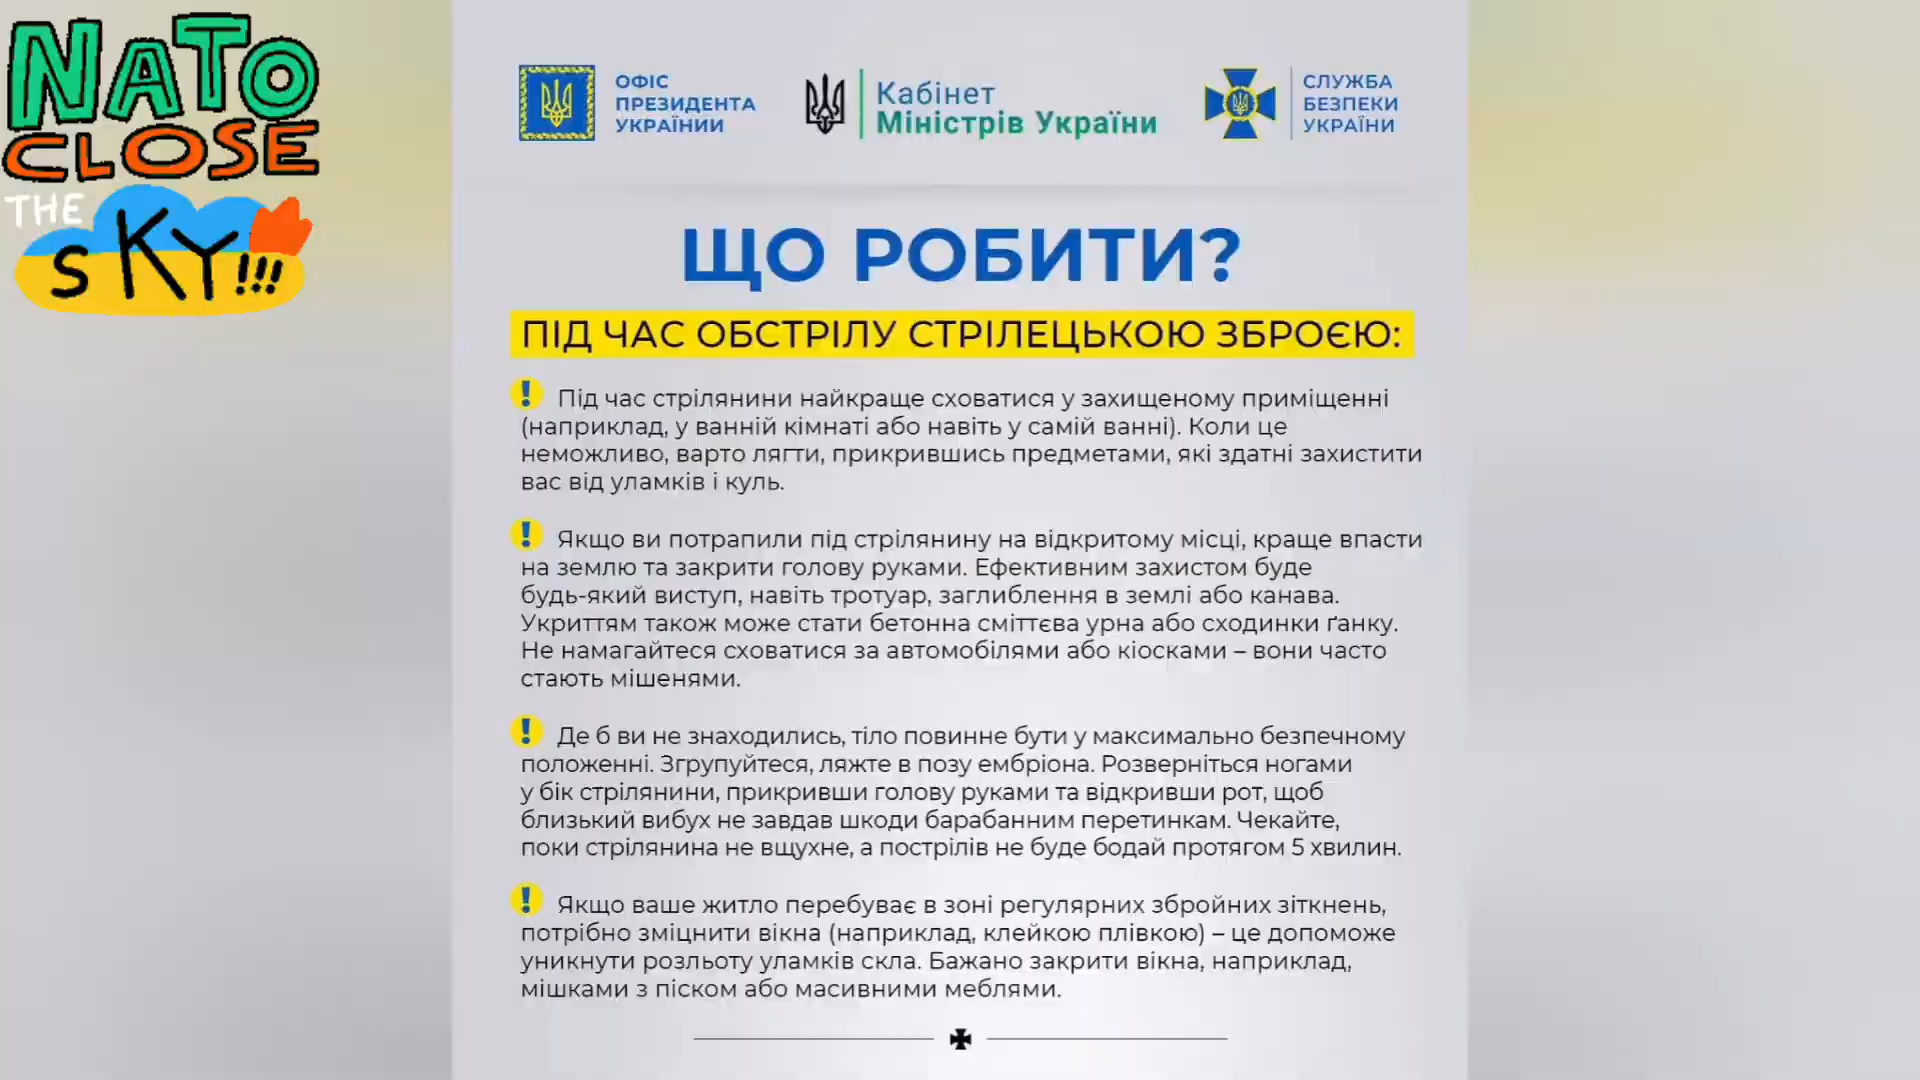 NATO
CLOSE
THE
SKY!!!
ОФІС
ПРЕЗИДЕНТА
УКРАЇНИИ
Кабінет
Міністрів України
СЛУЖБА
БЕЗПЕКИ
УКРАЇНИ
ЩО РОБИТИ?
ПІД ЧАС ОБСТРІЛУ СТРІЛЕЦЬКОЮ ЗБРОЄЮ:
! Під час стрілянини найкраще сховатися у захищеному приміщенні
(наприклад, у ванній кімнаті або навіть у самій ванні). Коли це
неможливо, варто лягти, прикрившись предметами, які здатні захистити
вас від уламків і куль.
! Якщо ви потрапили під стрілянину на відкритому місці, краще впасти
на землю та закрити голову руками. Ефективним захистом буде
будь-який виступ, навіть тротуар, заглиблення в землі або канава.
Укриттям також може стати бетонна сміттєва урна або сходинки ґанку.
Не намагайтеся сховатися за автомобілями або кіосками – вони часто
стають мішенями.
! Де б ви не знаходились, тіло повинне бути у максимально безпечному
положенні. Згрупуйтеся, ляжте в позу ембріона. Розверніться ногами
у бік стрілянини, прикривши голову руками та відкривши рот, щоб
близький вибух не завдав шкоди барабанним перетинкам. Чекайте,
поки стрілянина не вщухне, а пострілів не буде бодай протягом 5 хвилин.
! Якщо ваше житло перебуває в зоні регулярних збройних зіткнень,
потрібно зміцнити вікна (наприклад, клейкою плівкою) – це допоможе
уникнути розльоту уламків скла. Бажано закрити вікна, наприклад,
мішками з піском або масивними меблями.